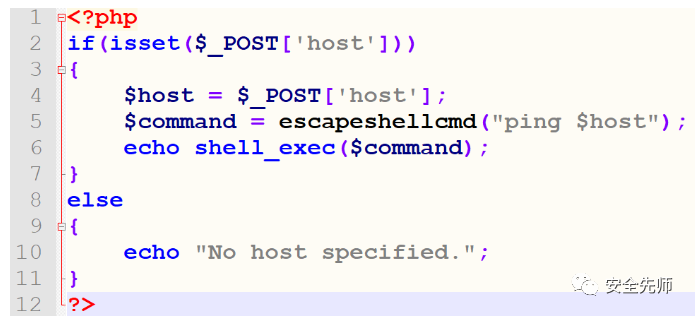 1 <?php
2 if(isset($_POST['host']))
3 {
4     $host = $_POST['host'];
5     $command = escapeshellcmd("ping $host");
6     echo shell_exec($command);
7 }
8 else
9 {
10     echo "No host specified.";
11 }
12 ?>
安全先师